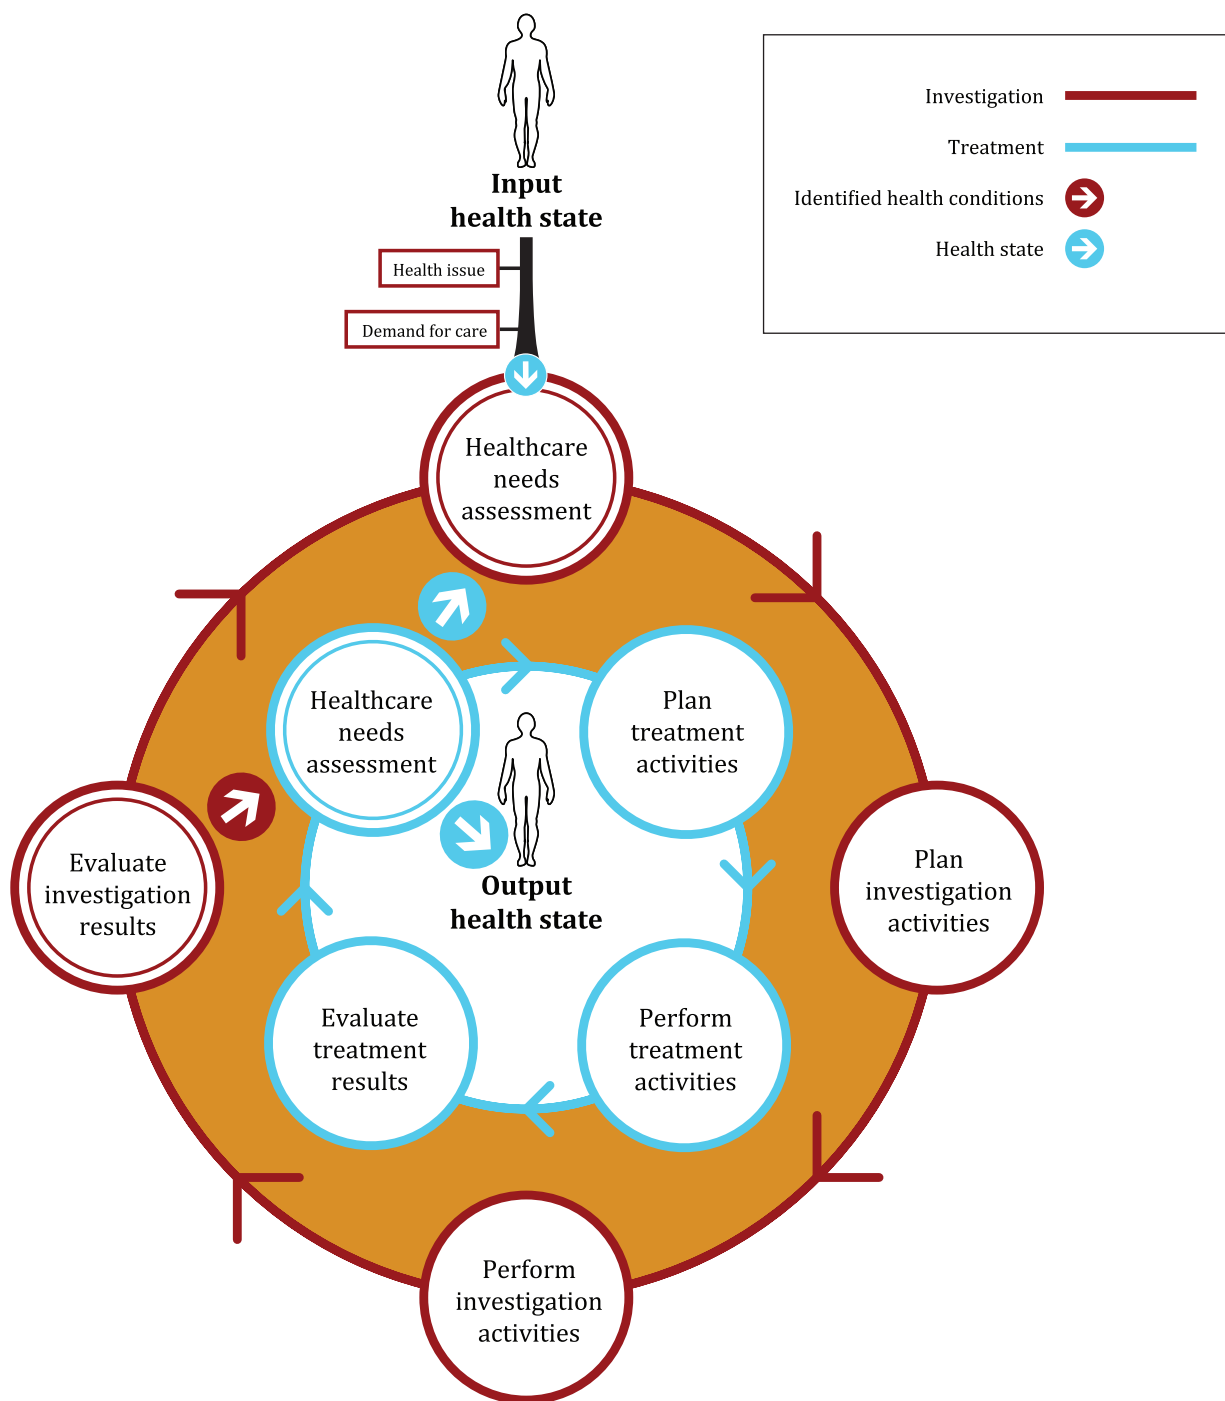 Input
health state
Health issue
Demand for care
Investigation
Treatment
Identified health conditions
Health state
Healthcare
needs
assessment
Healthcare
needs
assessment
Plan
treatment
activities
Output
health state
Evaluate
investigation
results
Plan
investigation
activities
Evaluate
treatment
results
Perform
treatment
activities
Perform
investigation
activities